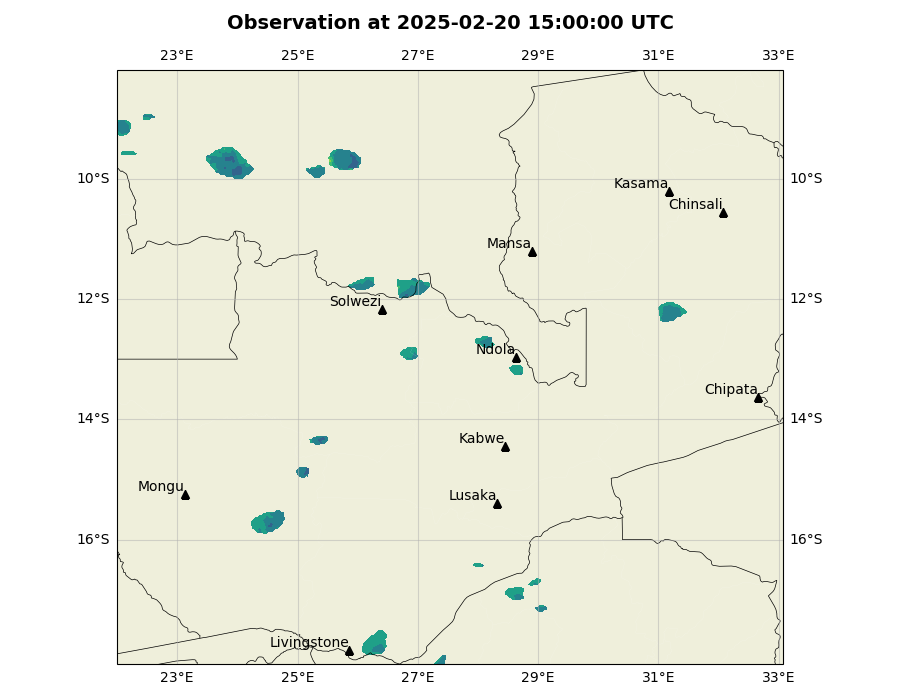 Observation at 2025-02-20 15:00:00 UTC
23°E 25°E 27°E 29°E 31°E 33°E
10°S 10°S
Kasama
Chinsali
Mansa
12°S 12°S
Solwezi
Ndola
Chipata
14°S 14°S
Kabwe
Mongu
Lusaka
16°S 16°S
Livingstone
23°E 25°E 27°E 29°E 31°E 33°E